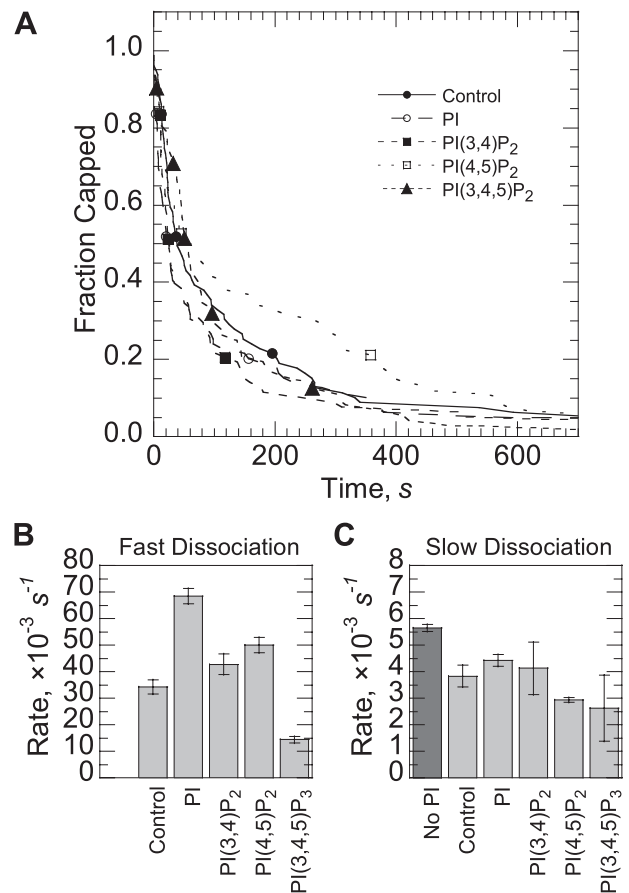 A
Fraction Capped
1.0
0.8
0.6
0.4
0.2
0.0
0
200
400
600
Time, s
Control
PI
PI(3,4)P2
PI(4,5)P2
PI(3,4,5)P2
B
Fast Dissociation
Rate, ×10-3 s-1
80
70
60
50
40
30
20
10
0
Control
PI
PI(3,4)P2
PI(4,5)P2
PI(3,4,5)P3
C
Slow Dissociation
Rate, ×10-3 s-1
8
7
6
5
4
3
2
1
0
No PI
Control
PI
PI(3,4)P2
PI(4,5)P2
PI(3,4,5)P3